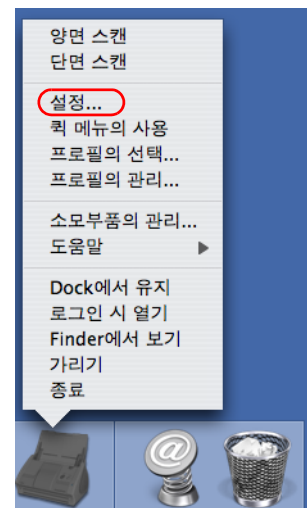 양면 스캔
단면 스캔
설정...
퀵 메뉴의 사용
프로필의 선택...
프로필의 관리...
소모부품의 관리...
도움말
Dock에서 유지
로그인 시 열기
Finder에서 보기
가리기
종료
@